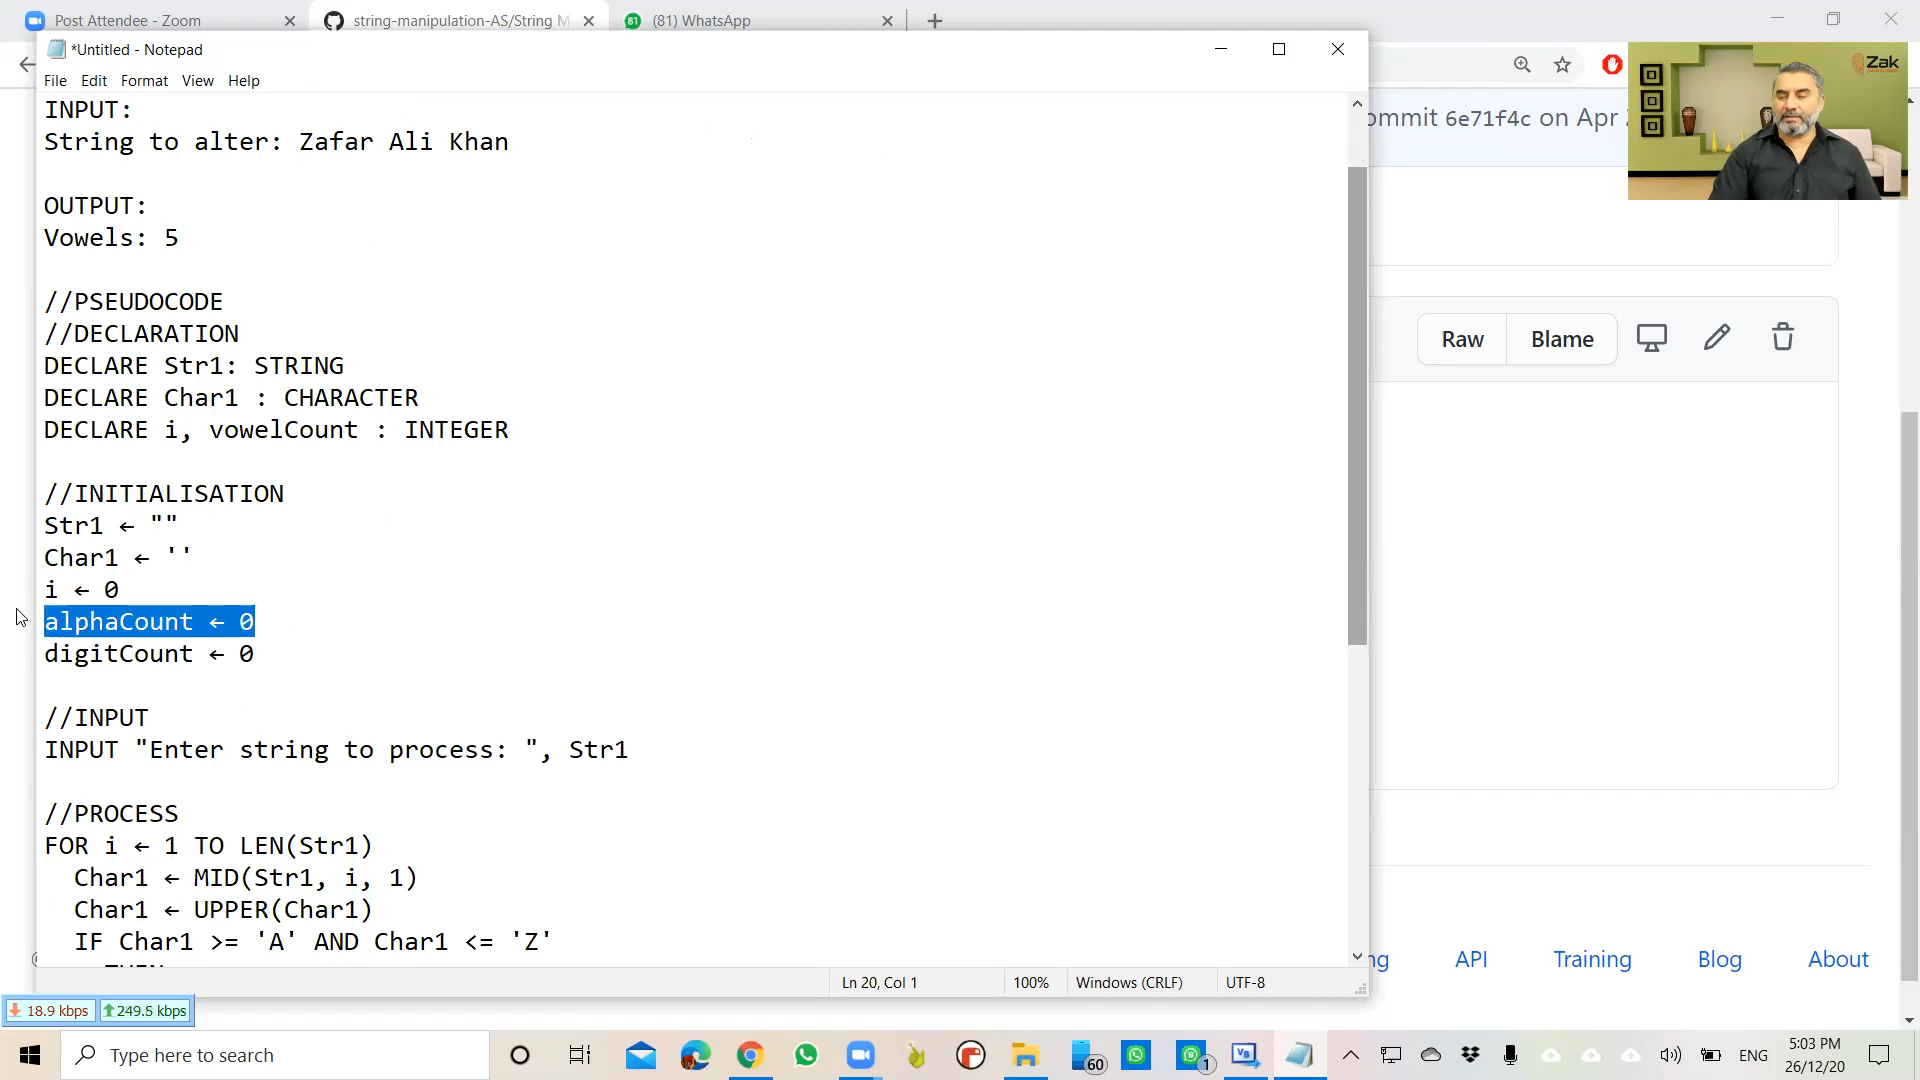 Post Attendee - Zoom
string-manipulation-AS/String M
(81) WhatsApp
*Untitled - Notepad
File Edit Format View Help
INPUT:
String to alter: Zafar Ali Khan
OUTPUT:
Vowels: 5
//PSEUDOCODE
//DECLARATION
DECLARE Str1: STRING
DECLARE Char1 : CHARACTER
DECLARE i, vowelCount : INTEGER
//INITIALISATION
Str1 ← ""
Char1 ← ''
i ← 0
alphaCount ← 0
digitCount ← 0
//INPUT
INPUT "Enter string to process: ", Str1
//PROCESS
FOR i ← 1 TO LEN(Str1)
Char1 ← MID(Str1, i, 1)
Char1 ← UPPER(Char1)
IF Char1 >= 'A' AND Char1 <= 'Z'
THEN
Ln 20, Col 1
100%
Windows (CRLF)
UTF-8
Zak
ommit 6e71f4c on Apr
Raw
Blame
ng
API
Training
Blog
About
18.9 kbps
249.5 kbps
Type here to search
60
1
ENG
5:03 PM
26/12/20